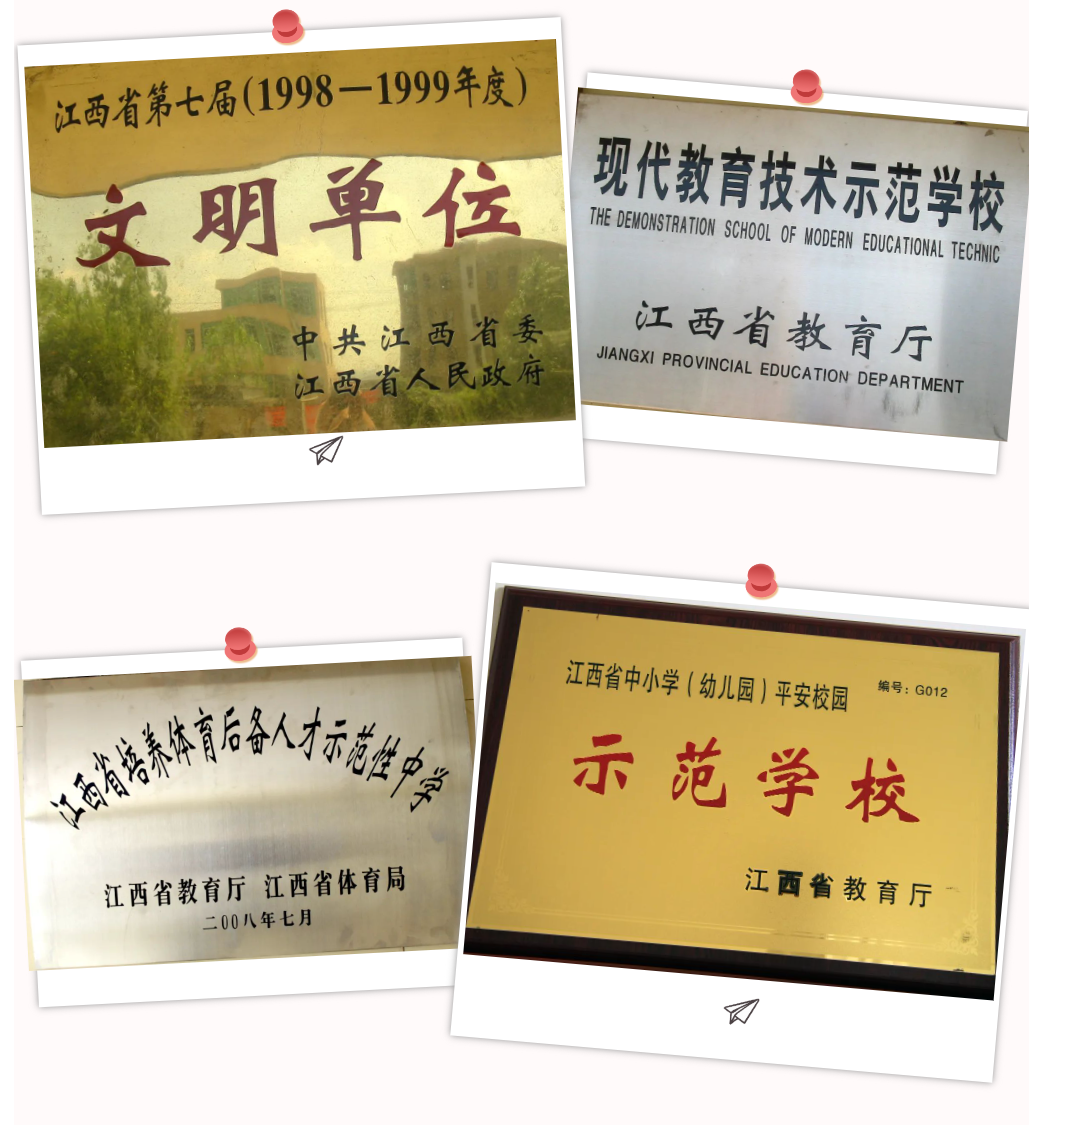 江西省第七届(1998－1999年度)
文明单位
中共江西省委
江西省人民政府
现代教育技术示范学校
THE DEMONSTRATION SCHOOL OF MODERN EDUCATIONAL TECHNIC
江西省教育厅
JIANGXI PROVINCIAL EDUCATION DEPARTMENT
江西省培养体育后备人才示范性中学
江西省教育厅 江西省体育局
二00八年七月
江西省中小学(幼儿园)平安校园 编号:G012
示范学校
江西省教育厅